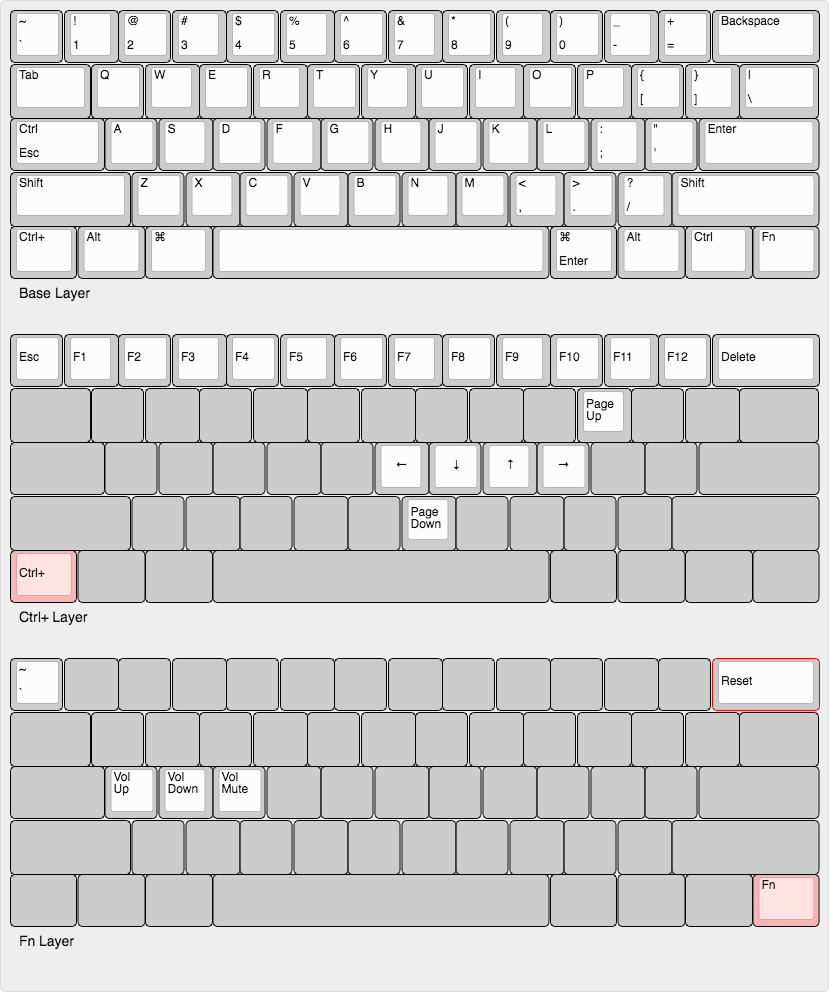 ~ ! @ # $ % ^ & * ( ) _ + Backspace
` 1 2 3 4 5 6 7 8 9 0 - =
Tab Q W E R T Y U I O P { } |
[ ] \
Ctrl A S D F G H J K L : " Enter
Esc ; '
Shift Z X C V B N M < > ? Shift
, . /
Ctrl+ Alt ⌘ ⌘ Alt Ctrl Fn
Enter
Base Layer
Esc F1 F2 F3 F4 F5 F6 F7 F8 F9 F10 F11 F12 Delete
Page
Up
← ↓ ↑ →
Page
Down
Ctrl+
Ctrl+ Layer
~
`
Reset
Vol Vol Vol
Up Down Mute
Fn
Fn Layer